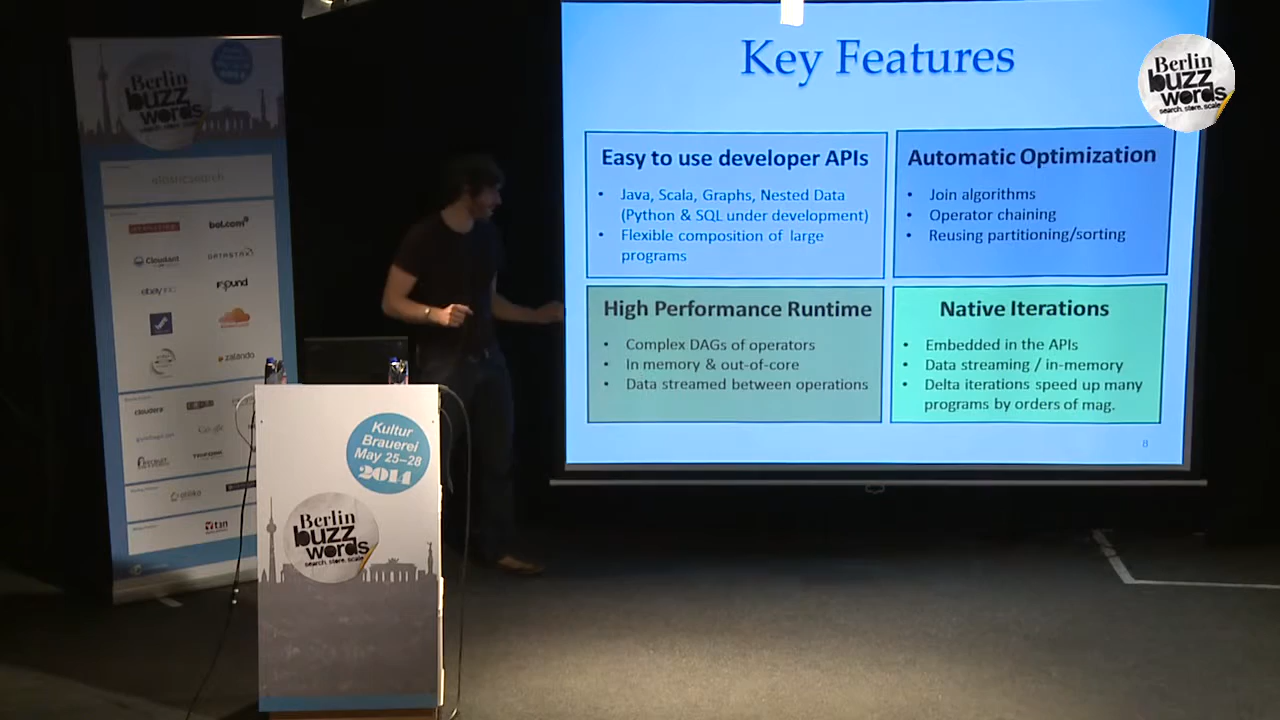 Berlin
buzz
words
search. store. scale
elasticsearch
bol.com
Cloudant
DATASTAX
ebay inc
Found
SOUNDCLOUD
zalando
cloudera
Google
Kultur
Brauerei
May 25–28
2014
Berlin
buzz
words
search. store. scale
Key Features
Easy to use developer APIs
• Java, Scala, Graphs, Nested Data
(Python & SQL under development)
• Flexible composition of large
programs
Automatic Optimization
• Join algorithms
• Operator chaining
• Reusing partitioning/sorting
High Performance Runtime
• Complex DAGs of operators
• In memory & out-of-core
• Data streamed between operations
Native Iterations
• Embedded in the APIs
• Data streaming / in-memory
• Delta iterations speed up many
programs by orders of mag.
8
Berlin
buzz
words
search. store. scale